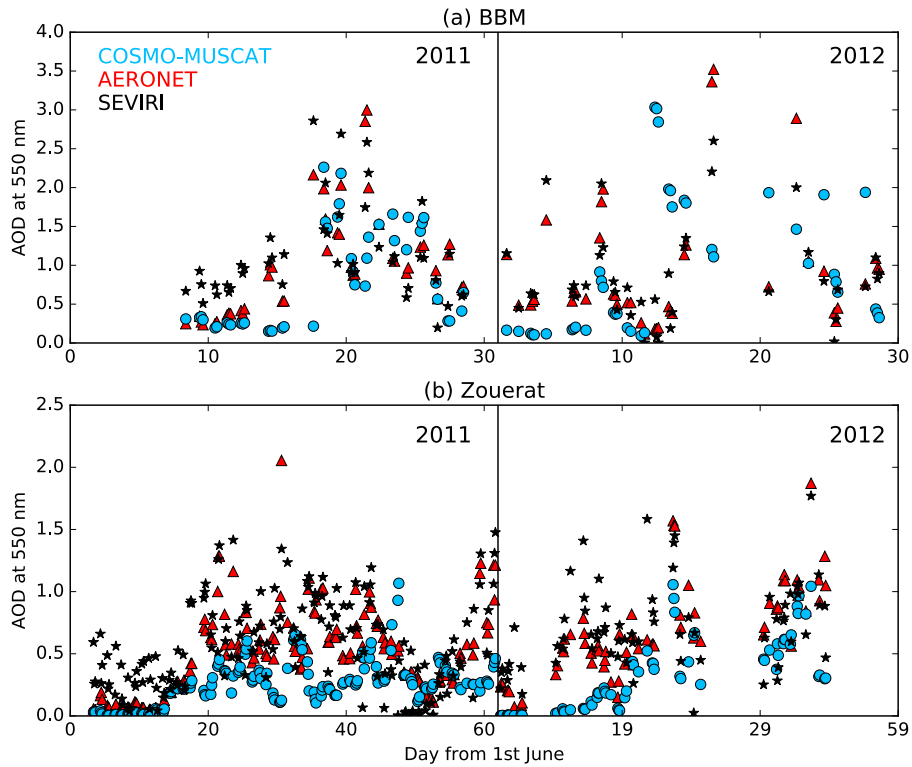 (a) BBM
4.0
3.5
3.0
2.5
2.0
1.5
1.0
0.5
0.0
AOD at 550 nm
COSMO-MUSCAT
AERONET
SEVIRI
2011
2012
0 10 20 30 10 20 30
(b) Zouerat
2.5
2.0
1.5
1.0
0.5
0.0
AOD at 550 nm
2011
2012
0 20 40 60 19 29 59
Day from 1st June